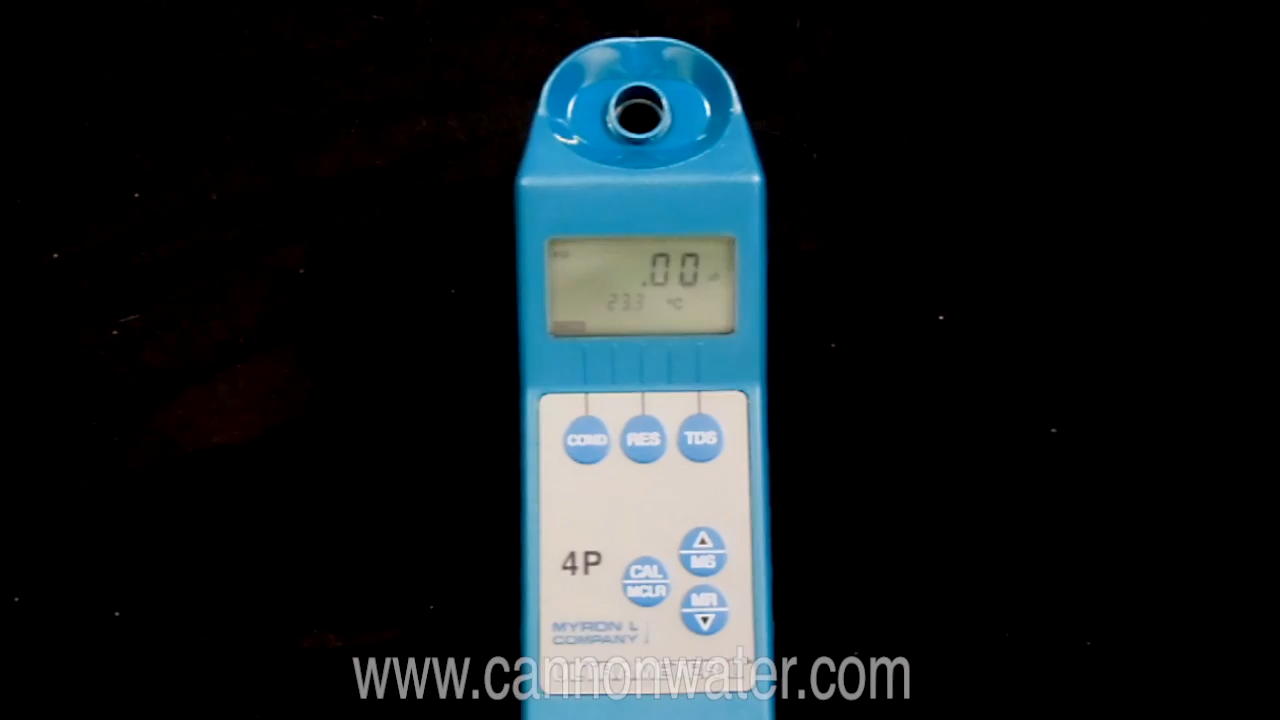 .00
23.3 °C
COND RES TDS
MS
4P
CAL
MCLR
MR
MYRON L
COMPANY
www.cannonwater.com